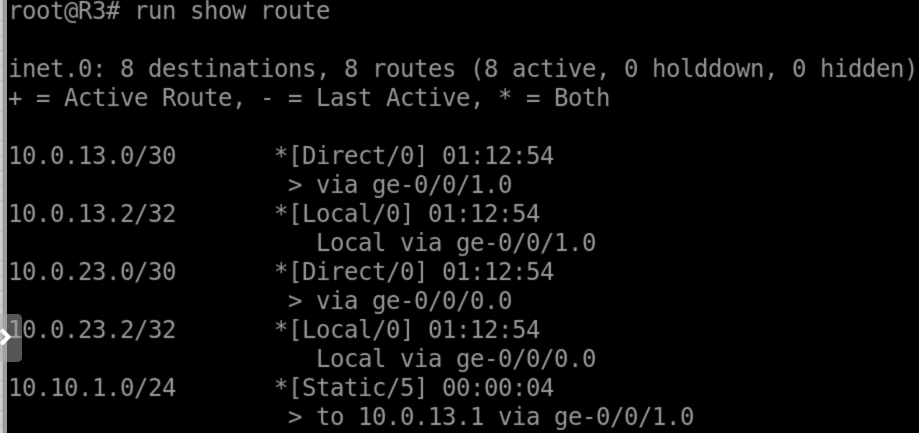 root@R3# run show route
inet.0: 8 destinations, 8 routes (8 active, 0 holddown, 0 hidden)
+ = Active Route, - = Last Active, * = Both
10.0.13.0/30       *[Direct/0] 01:12:54
                    > via ge-0/0/1.0
10.0.13.2/32       *[Local/0] 01:12:54
                      Local via ge-0/0/1.0
10.0.23.0/30       *[Direct/0] 01:12:54
                    > via ge-0/0/0.0
10.0.23.2/32       *[Local/0] 01:12:54
                      Local via ge-0/0/0.0
10.10.1.0/24       *[Static/5] 00:00:04
                    > to 10.0.13.1 via ge-0/0/1.0